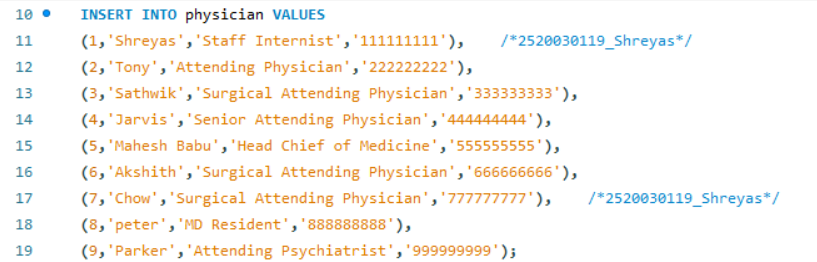 10 INSERT INTO physician VALUES
11 (1,'Shreyas','Staff Internist','111111111'), /*2520030119_Shreyas*/
12 (2,'Tony','Attending Physician','222222222'),
13 (3,'Sathwik','Surgical Attending Physician','333333333'),
14 (4,'Jarvis','Senior Attending Physician','444444444'),
15 (5,'Mahesh Babu','Head Chief of Medicine','555555555'),
16 (6,'Akshith','Surgical Attending Physician','666666666'),
17 (7,'Chow','Surgical Attending Physician','777777777'), /*2520030119_Shreyas*/
18 (8,'peter','MD Resident','888888888'),
19 (9,'Parker','Attending Psychiatrist','999999999');